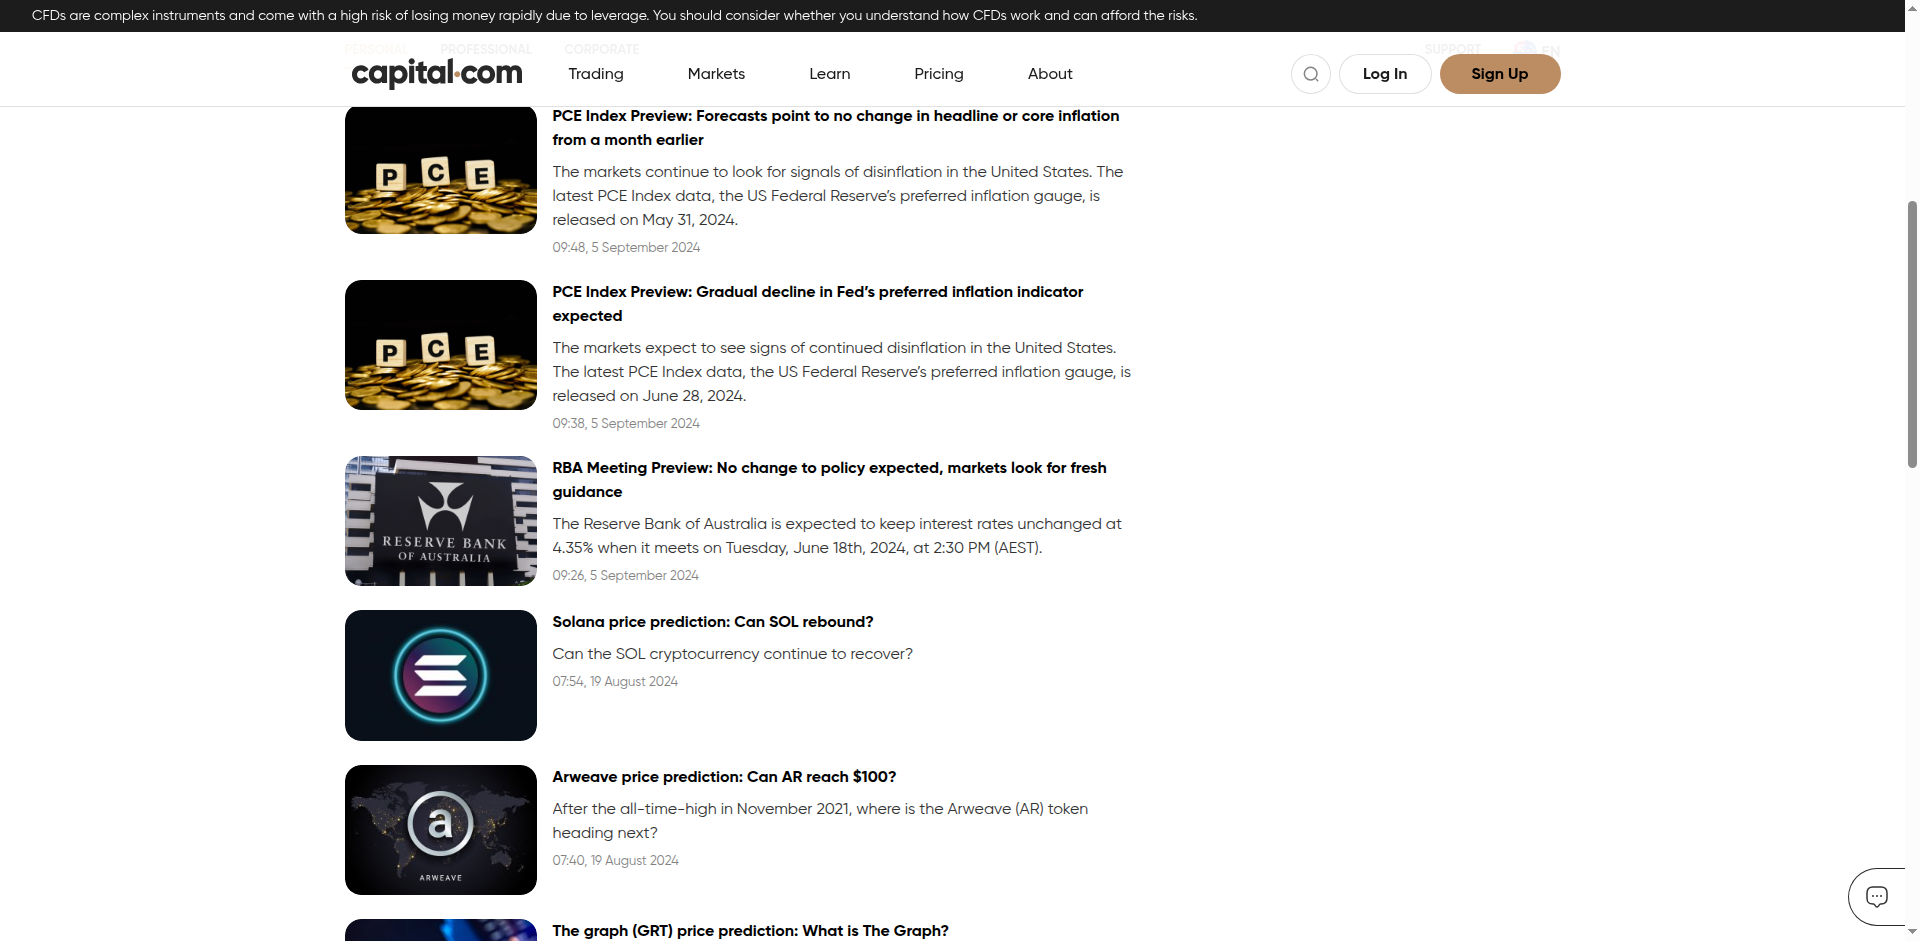 CFDs are complex instruments and come with a high risk of losing money rapidly due to leverage. You should consider whether you understand how CFDs work and can afford the risks.
PERSONAL PROFESSIONAL CORPORATE SUPPORT EN
capital.com Trading Markets Learn Pricing About Log In Sign Up
PCE Index Preview: Forecasts point to no change in headline or core inflation
from a month earlier
P C E
The markets continue to look for signals of disinflation in the United States. The
latest PCE Index data, the US Federal Reserve’s preferred inflation gauge, is
released on May 31, 2024.
09:48, 5 September 2024
PCE Index Preview: Gradual decline in Fed’s preferred inflation indicator
expected
P C E
The markets expect to see signs of continued disinflation in the United States.
The latest PCE Index data, the US Federal Reserve’s preferred inflation gauge, is
released on June 28, 2024.
09:38, 5 September 2024
RBA Meeting Preview: No change to policy expected, markets look for fresh
guidance
RESERVE BANK
OF AUSTRALIA
The Reserve Bank of Australia is expected to keep interest rates unchanged at
4.35% when it meets on Tuesday, June 18th, 2024, at 2:30 PM (AEST).
09:26, 5 September 2024
Solana price prediction: Can SOL rebound?
Can the SOL cryptocurrency continue to recover?
07:54, 19 August 2024
Arweave price prediction: Can AR reach $100?
a
ARWEAVE
After the all-time-high in November 2021, where is the Arweave (AR) token
heading next?
07:40, 19 August 2024
The graph (GRT) price prediction: What is The Graph?